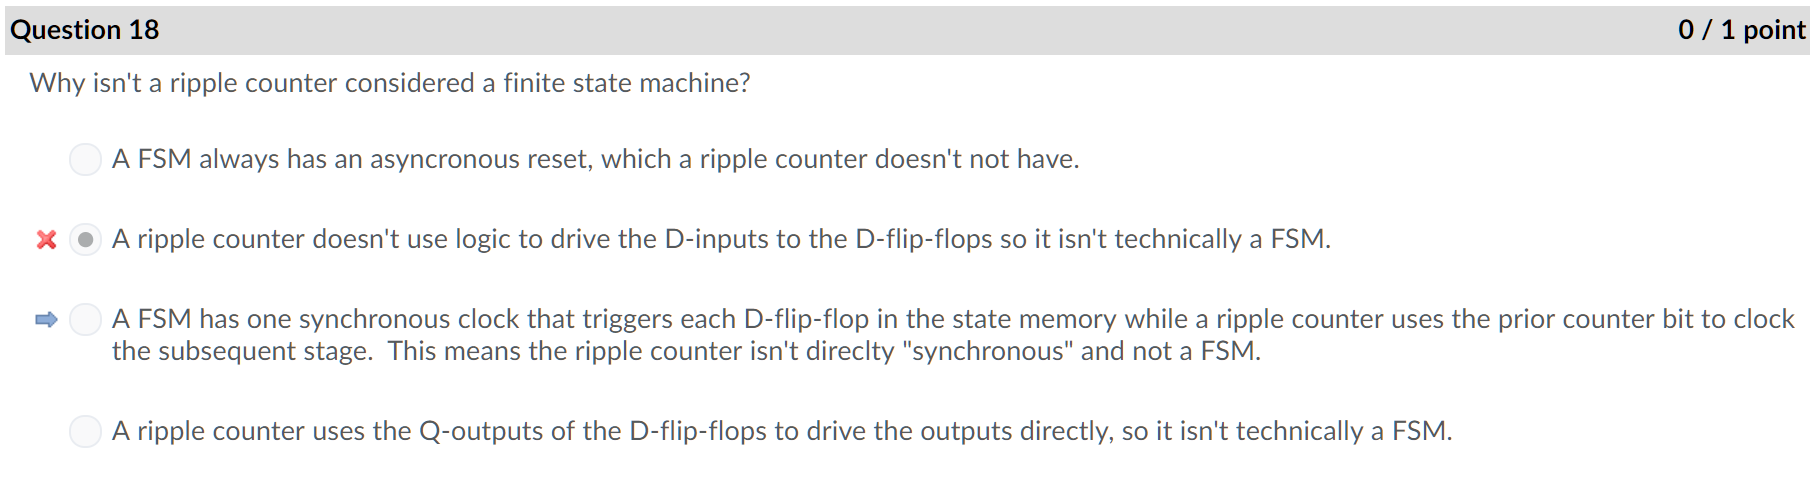 Question 18
0 / 1 point
Why isn't a ripple counter considered a finite state machine?
A FSM always has an asyncronous reset, which a ripple counter doesn't not have.
A ripple counter doesn't use logic to drive the D-inputs to the D-flip-flops so it isn't technically a FSM.
A FSM has one synchronous clock that triggers each D-flip-flop in the state memory while a ripple counter uses the prior counter bit to clock
the subsequent stage.  This means the ripple counter isn't direclty "synchronous" and not a FSM.
A ripple counter uses the Q-outputs of the D-flip-flops to drive the outputs directly, so it isn't technically a FSM.